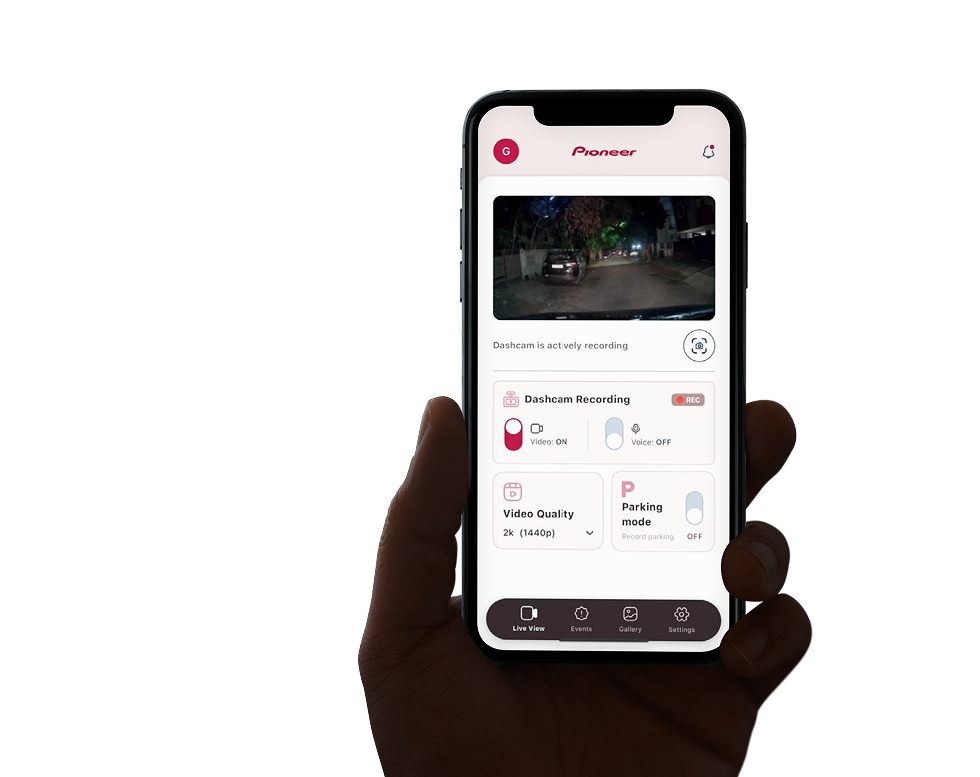 G
Pioneer
Dashcam is actively recording
Dashcam Recording
REC
Video: ON
Voice: OFF
Video Quality
2k (1440p)
P
Parking
mode
Record parking
OFF
Live View
Events
Gallery
Settings